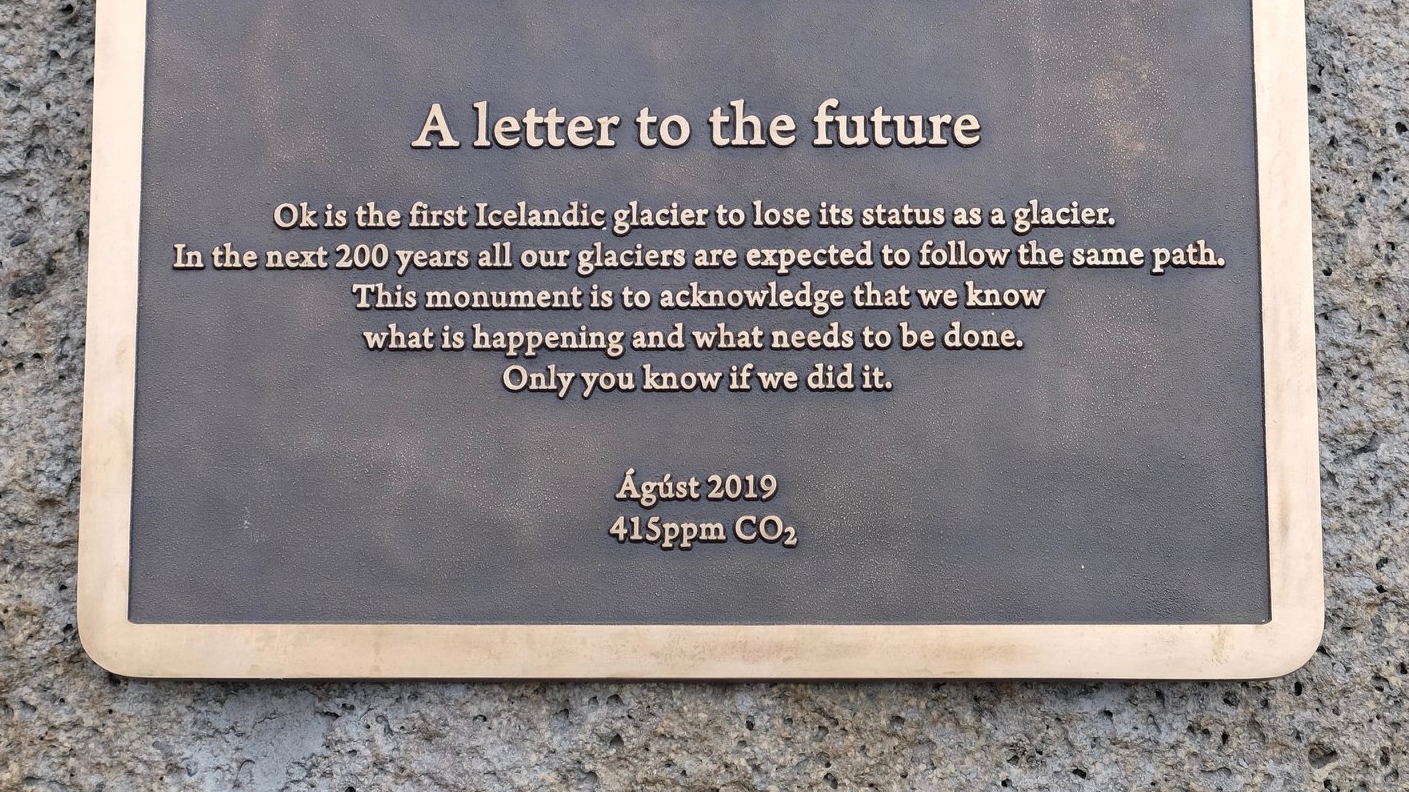 A letter to the future
Ok is the first Icelandic glacier to lose its status as a glacier.
In the next 200 years all our glaciers are expected to follow the same path.
This monument is to acknowledge that we know
what is happening and what needs to be done.
Only you know if we did it.
Ágúst 2019
415ppm CO₂